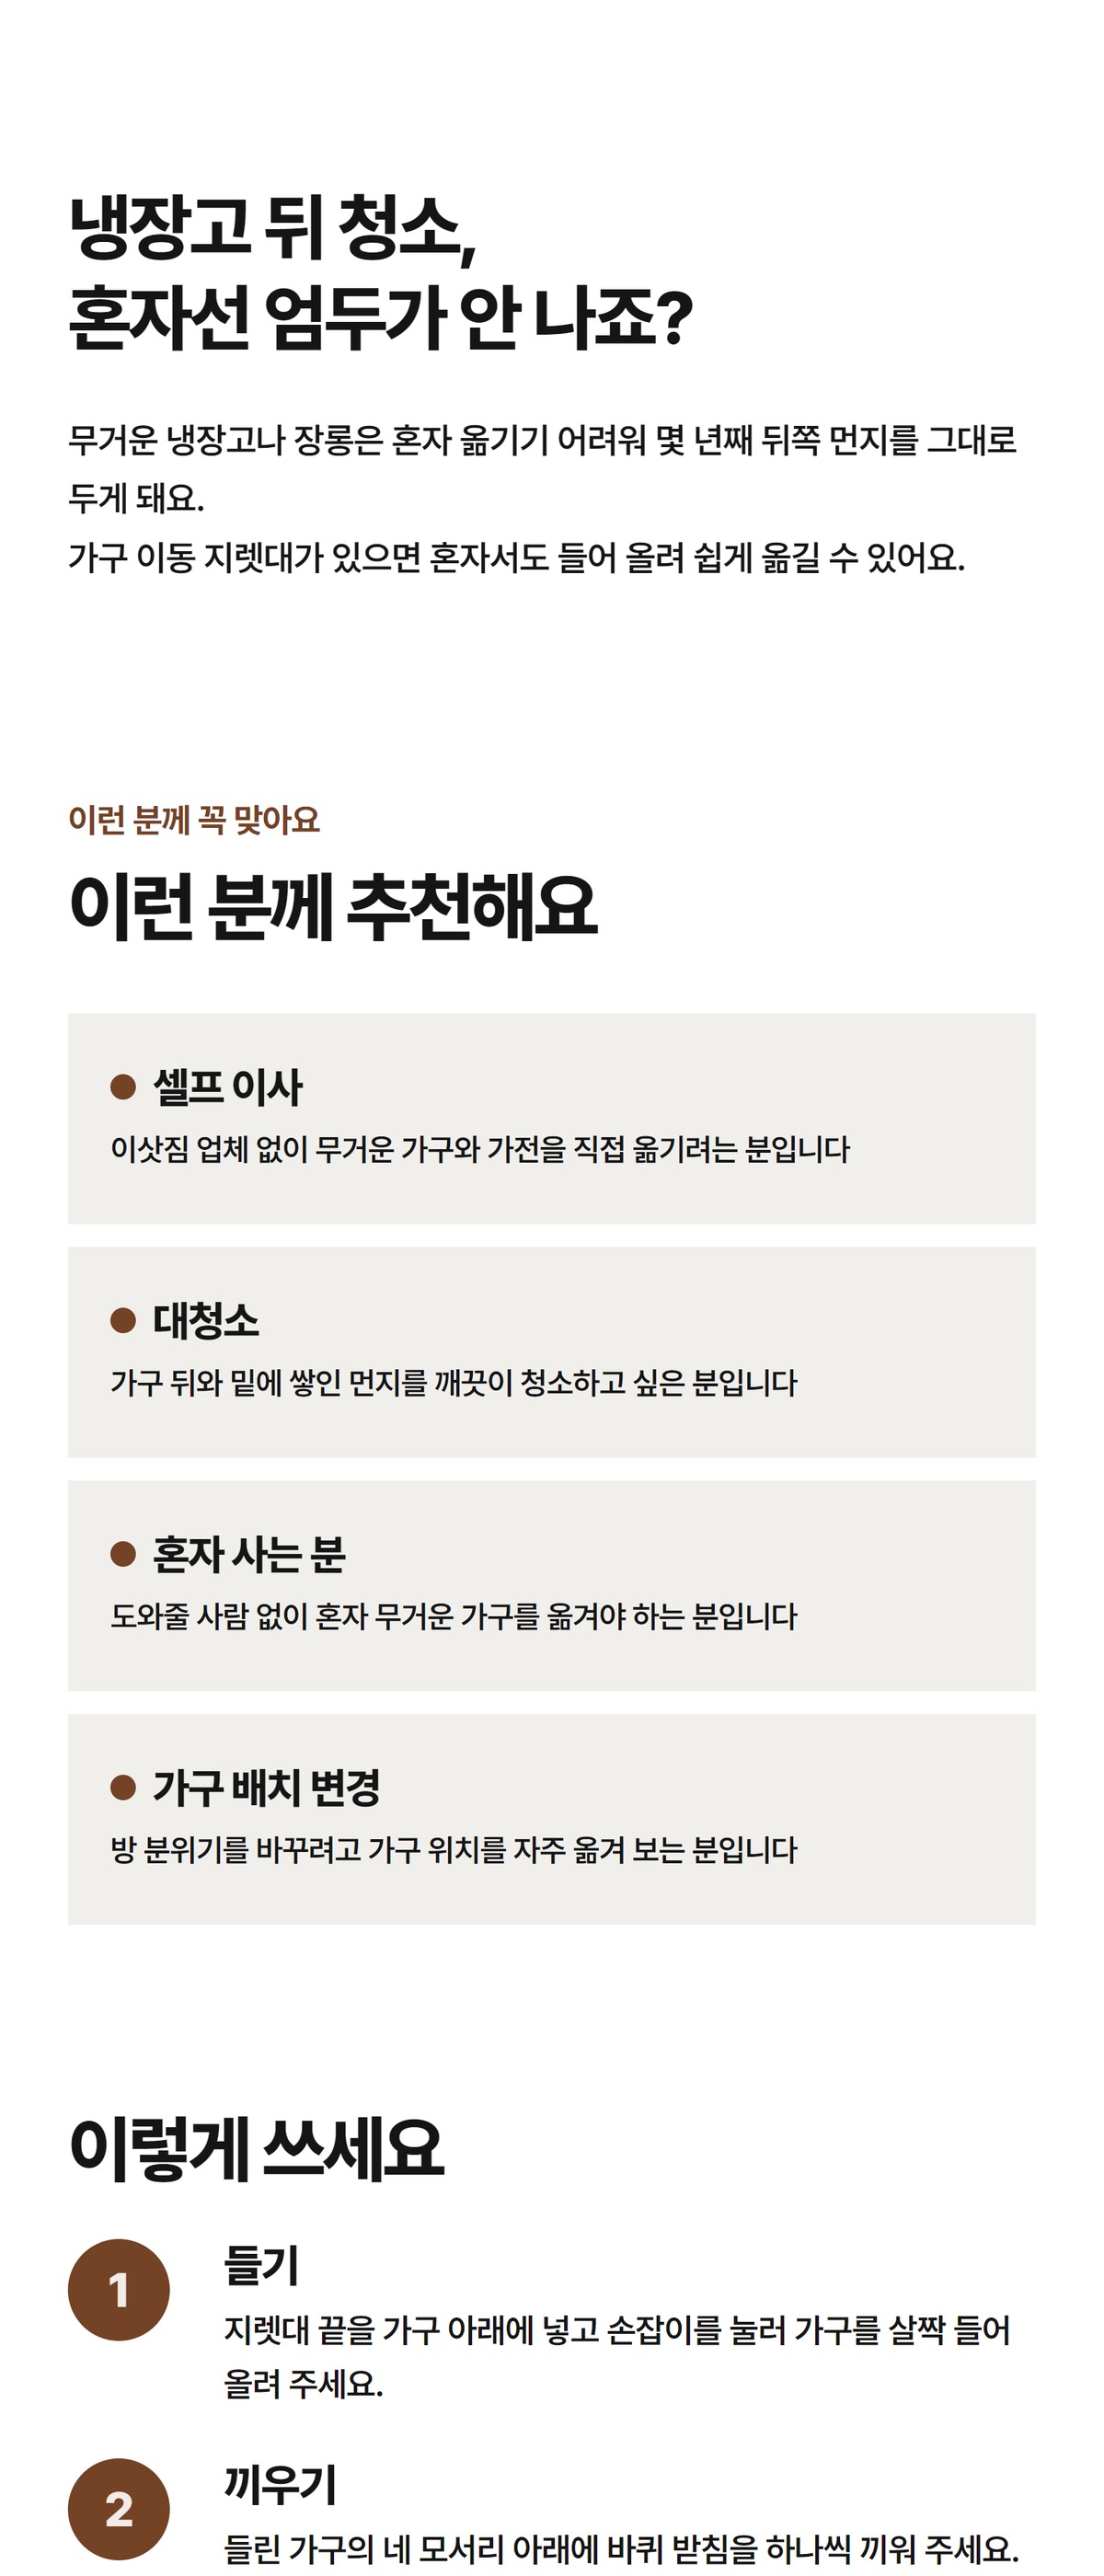 냉장고 뒤 청소,
혼자선 엄두가 안 나죠?
무거운 냉장고나 장롱은 혼자 옮기기 어려워 몇 년째 뒤쪽 먼지를 그대로
두게 돼요.
가구 이동 지렛대가 있으면 혼자서도 들어 올려 쉽게 옮길 수 있어요.
이런 분께 꼭 맞아요
이런 분께 추천해요
셀프 이사
이삿짐 업체 없이 무거운 가구와 가전을 직접 옮기려는 분입니다
대청소
가구 뒤와 밑에 쌓인 먼지를 깨끗이 청소하고 싶은 분입니다
혼자 사는 분
도와줄 사람 없이 혼자 무거운 가구를 옮겨야 하는 분입니다
가구 배치 변경
방 분위기를 바꾸려고 가구 위치를 자주 옮겨 보는 분입니다
이렇게 쓰세요
1
들기
지렛대 끝을 가구 아래에 넣고 손잡이를 눌러 가구를 살짝 들어
올려 주세요.
2
끼우기
들린 가구의 네 모서리 아래에 바퀴 받침을 하나씩 끼워 주세요.